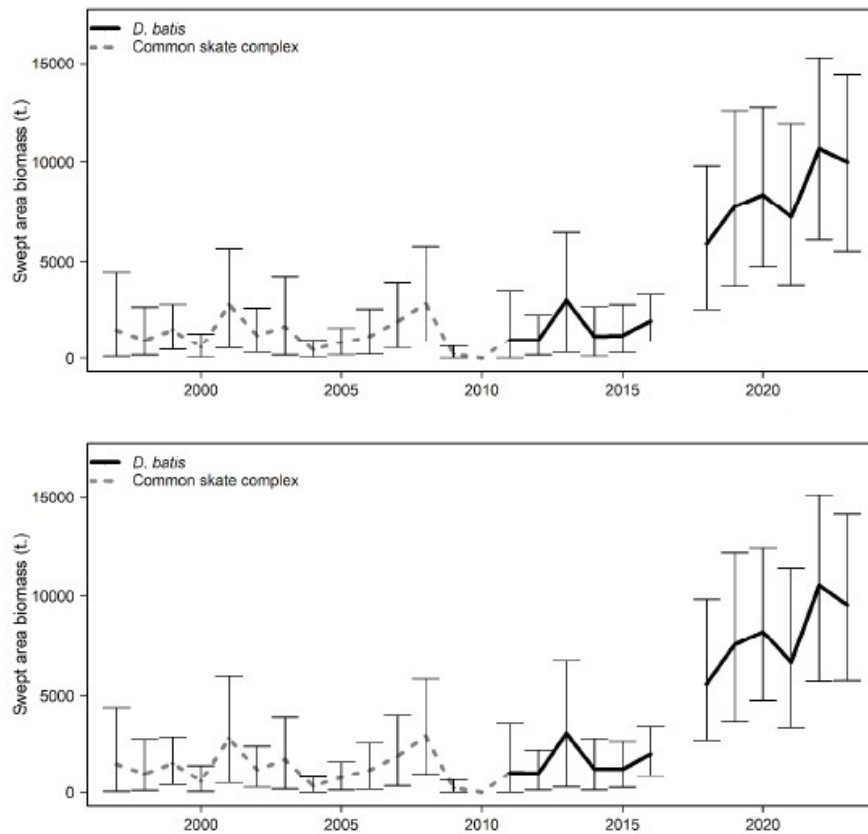 D. batis
Common skate complex
Swept area biomass (t.)
15000
10000
5000
0
2000 2005 2010 2015 2020
D. batis
Common skate complex
Swept area biomass (t.)
15000
10000
5000
0
2000 2005 2010 2015 2020